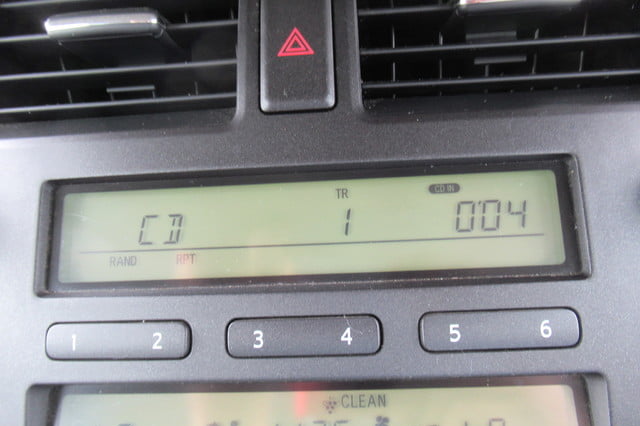 TR CD IN
CD 1 0'04
RAND RPT
1 2 3 4 5 6
CLEAN